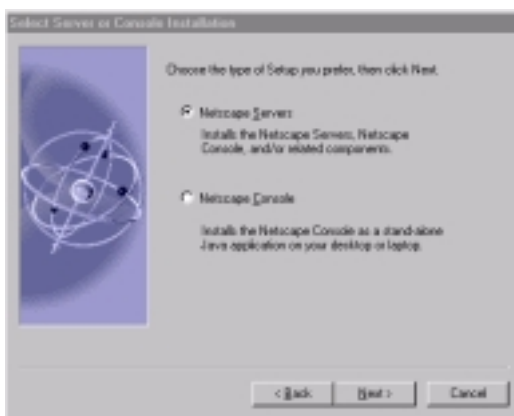 Select Server or Console Installation
Choose the type of Setup you prefer, then click Next.
Netscape Servers
Installs the Netscape Servers, Netscape
Console, and/or related components.
Netscape Console
Installs the Netscape Console as a stand-alone
Java application on your desktop or laptop.
< Back
Next >
Cancel